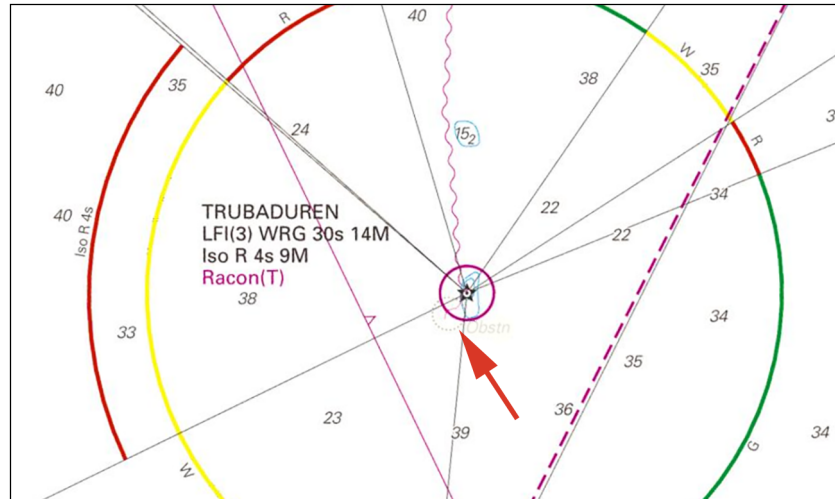 R
40
W
35
40
35
38
24
15₂
R
34
40
Iso R 4s
TRUBADUREN
LFl(3) WRG 30s 14M
Iso R 4s 9M
Racon(T)
22
22
38
Obstn
34
33
35
36
23
39
34
W
G